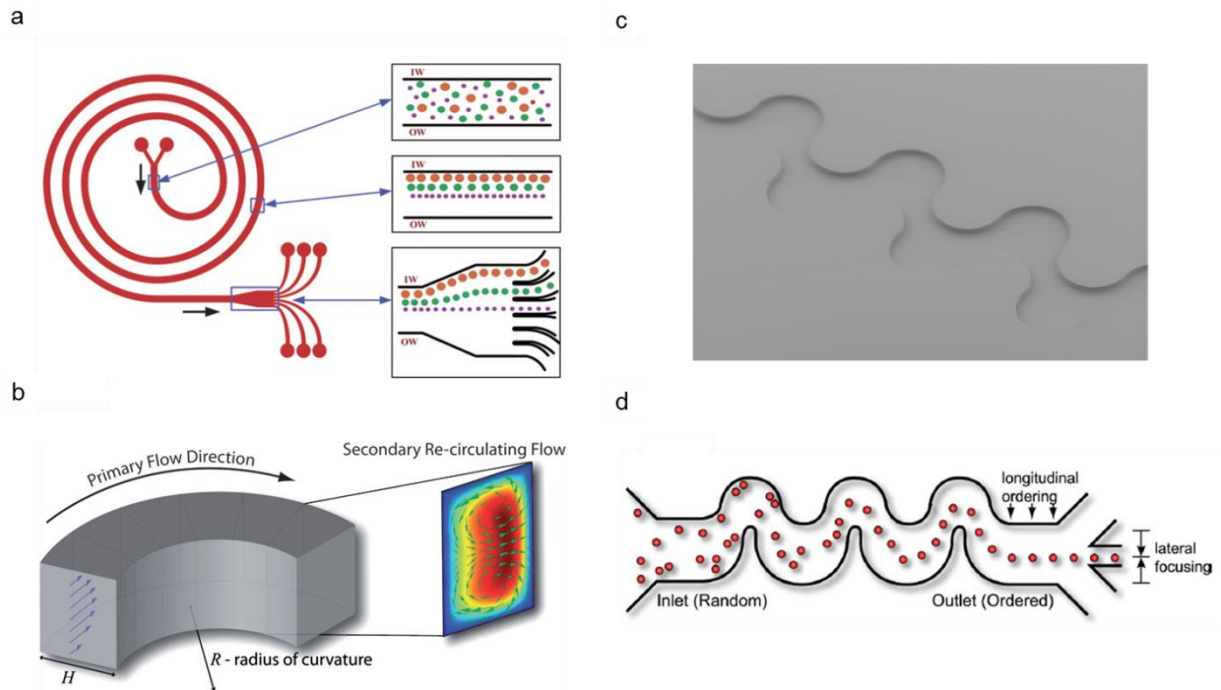 a
IW
OW
IW
OW
IW
OW
b
Primary Flow Direction
Secondary Re-circulating Flow
R - radius of curvature
H
c
d
longitudinal
ordering
lateral
focusing
Inlet (Random)
Outlet (Ordered)